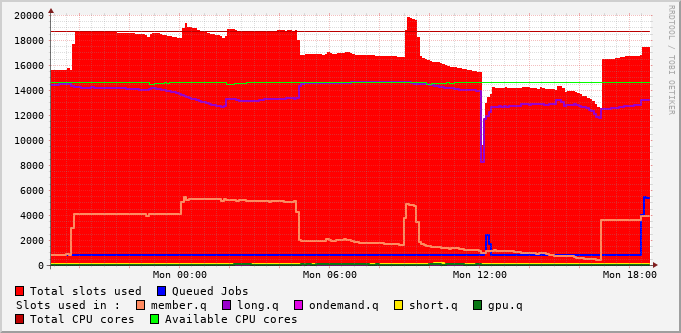 20000
18000
16000
14000
12000
10000
8000
6000
4000
2000
0
Mon 00:00 Mon 06:00 Mon 12:00 Mon 18:00
RRDTOOL / TOBI OETIKER
Total slots used Queued Jobs
Slots used in : member.q long.q ondemand.q short.q gpu.q
Total CPU cores Available CPU cores